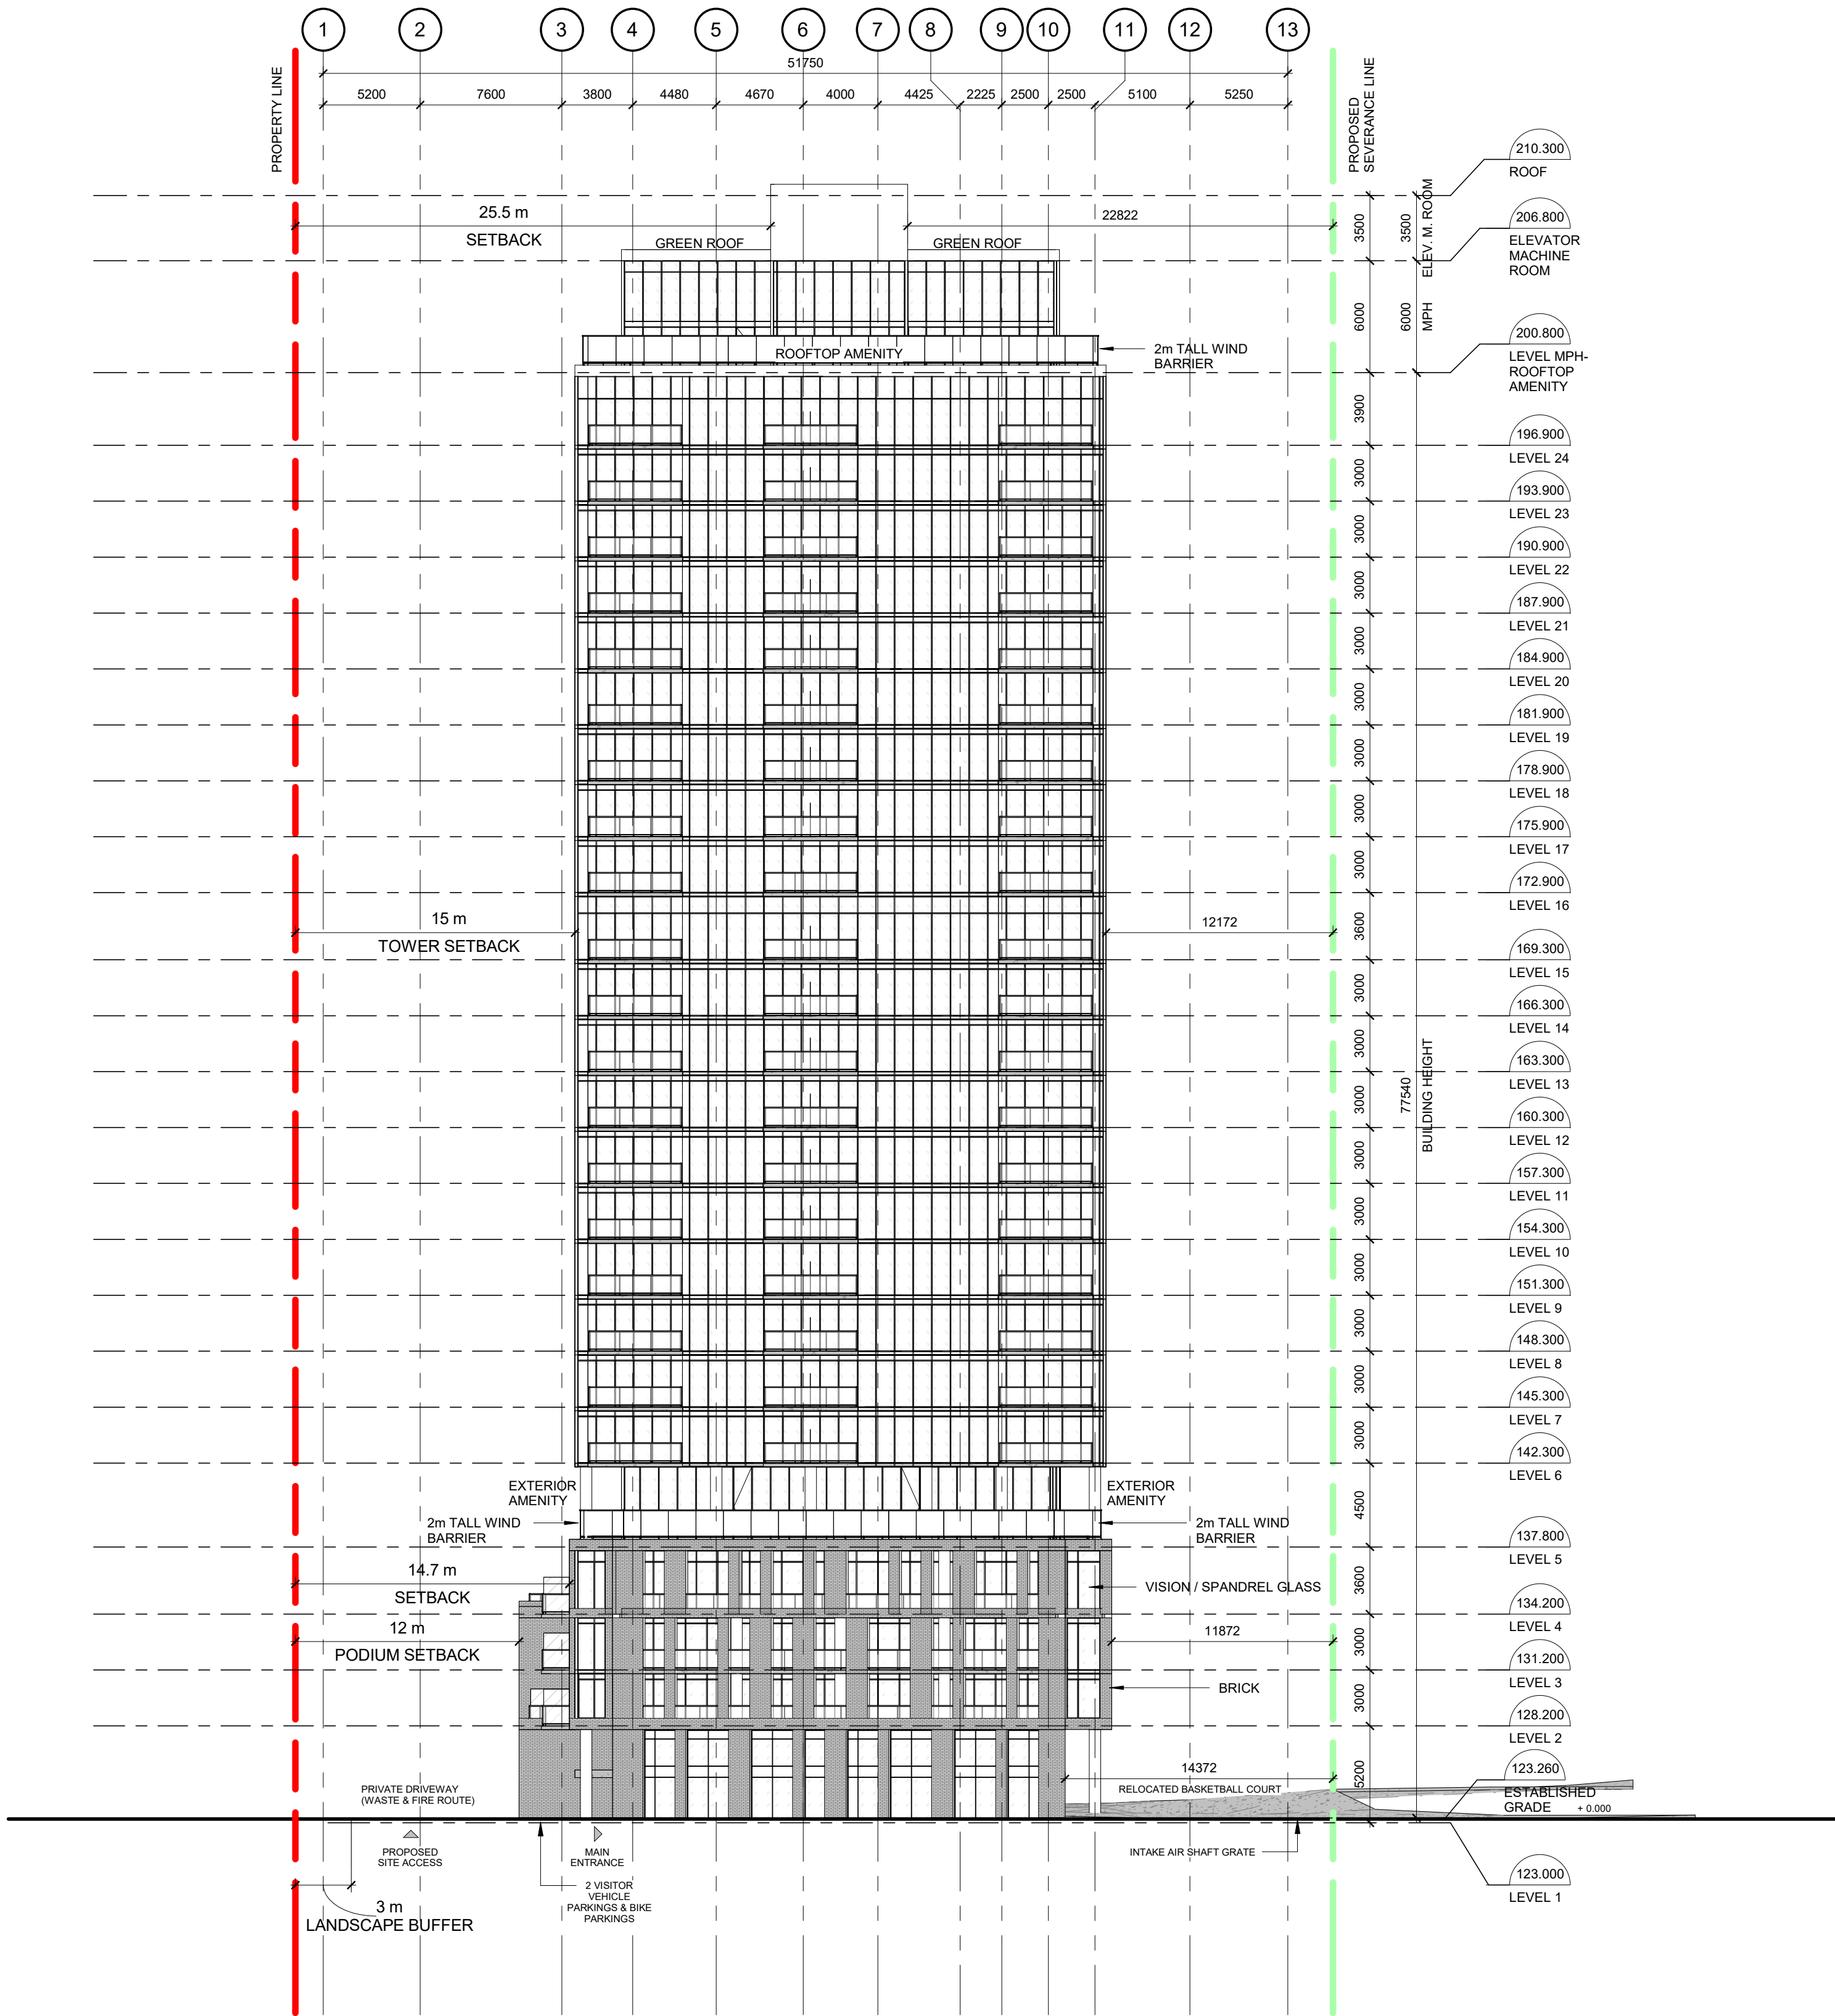 1 2 3 4 5 6 7 8 9 10 11 12 13
51750
5200 7600 3800 4480 4670 4000 4425 2225 2500 2500 5100 5250
PROPERTY LINE
PROPOSED
SEVERANCE LINE
210.300
ROOF
25.5 m
SETBACK
22822
3500
3500
ELEV. M. ROOM
206.800
ELEVATOR
MACHINE
ROOM
GREEN ROOF
GREEN ROOF
6000
6000
MPH
ROOFTOP AMENITY
2m TALL WIND
BARRIER
200.800
LEVEL MPH-
ROOFTOP
AMENITY
3900
196.900
LEVEL 24
3000
193.900
LEVEL 23
3000
190.900
LEVEL 22
3000
187.900
LEVEL 21
3000
184.900
LEVEL 20
3000
181.900
LEVEL 19
3000
178.900
LEVEL 18
3000
175.900
LEVEL 17
3000
172.900
LEVEL 16
15 m
TOWER SETBACK
12172
3600
169.300
LEVEL 15
3000
166.300
LEVEL 14
3000
163.300
LEVEL 13
77540
BUILDING HEIGHT
3000
160.300
LEVEL 12
3000
157.300
LEVEL 11
3000
154.300
LEVEL 10
3000
151.300
LEVEL 9
3000
148.300
LEVEL 8
3000
145.300
LEVEL 7
3000
142.300
LEVEL 6
EXTERIOR
AMENITY
EXTERIOR
AMENITY
4500
2m TALL WIND
BARRIER
2m TALL WIND
BARRIER
137.800
LEVEL 5
14.7 m
SETBACK
VISION / SPANDREL GLASS
3600
134.200
LEVEL 4
12 m
PODIUM SETBACK
11872
3000
131.200
LEVEL 3
BRICK
3000
128.200
LEVEL 2
14372
5200
123.260
ESTABLISHED
GRADE + 0.000
PRIVATE DRIVEWAY
(WASTE & FIRE ROUTE)
RELOCATED BASKETBALL COURT
PROPOSED
SITE ACCESS
MAIN
ENTRANCE
INTAKE AIR SHAFT GRATE
123.000
LEVEL 1
2 VISITOR
VEHICLE
PARKINGS & BIKE
PARKINGS
3 m
LANDSCAPE BUFFER